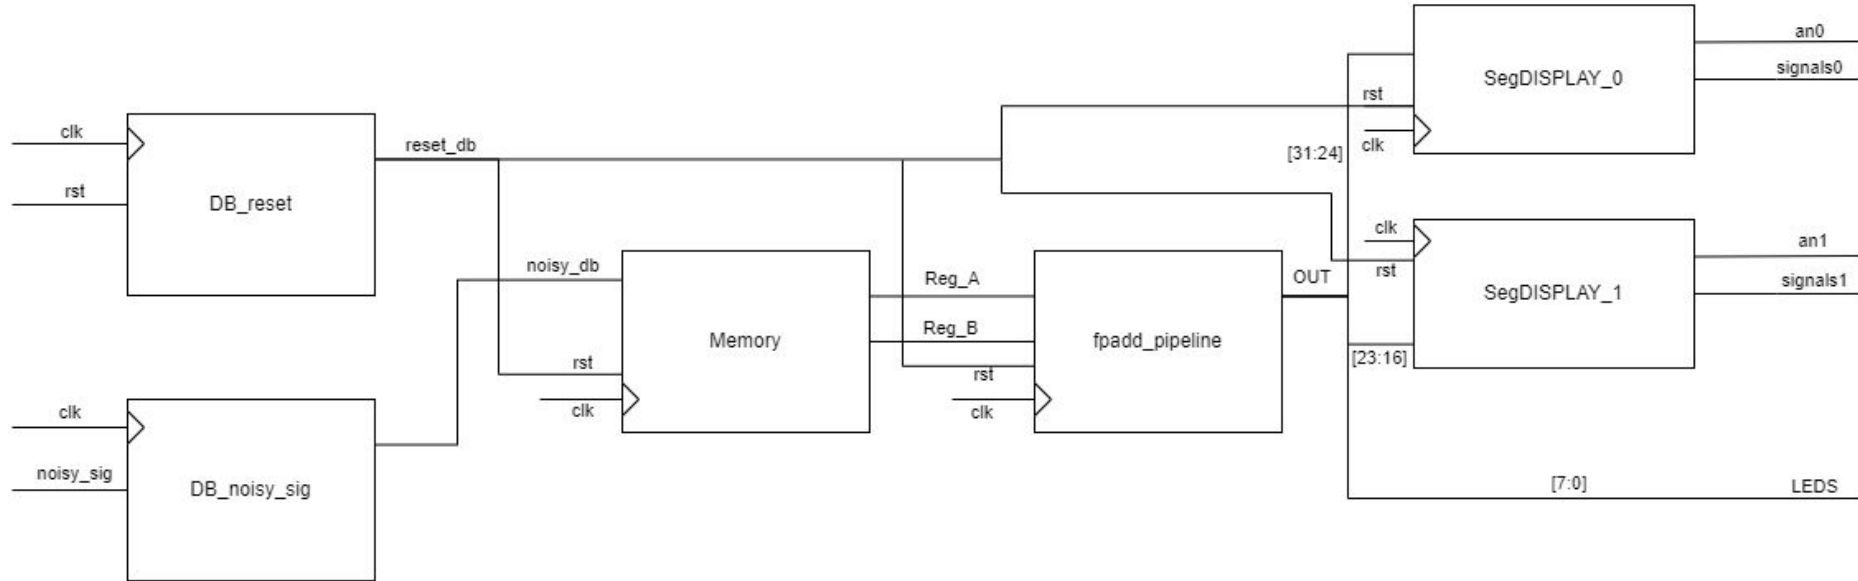 clk
rst
DB_reset
reset_db
clk
noisy_sig
DB_noisy_sig
noisy_db
rst
clk
Memory
Reg_A
Reg_B
rst
clk
fpadd_pipeline
OUT
[31:24]
rst
clk
SegDISPLAY_0
an0
signals0
clk
rst
[23:16]
SegDISPLAY_1
an1
signals1
[7:0]
LEDS